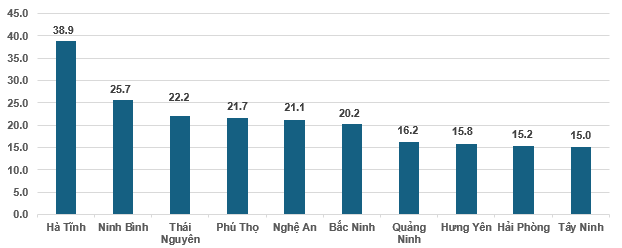 45.0
40.0
35.0
30.0
25.0
20.0
15.0
10.0
5.0
0.0
38.9
25.7
22.2
21.7
21.1
20.2
16.2
15.8
15.2
15.0
Hà Tĩnh
Ninh Bình
Thái
Nguyên
Phú Thọ
Nghệ An
Bắc Ninh
Quảng
Ninh
Hưng Yên
Hải Phòng
Tây Ninh